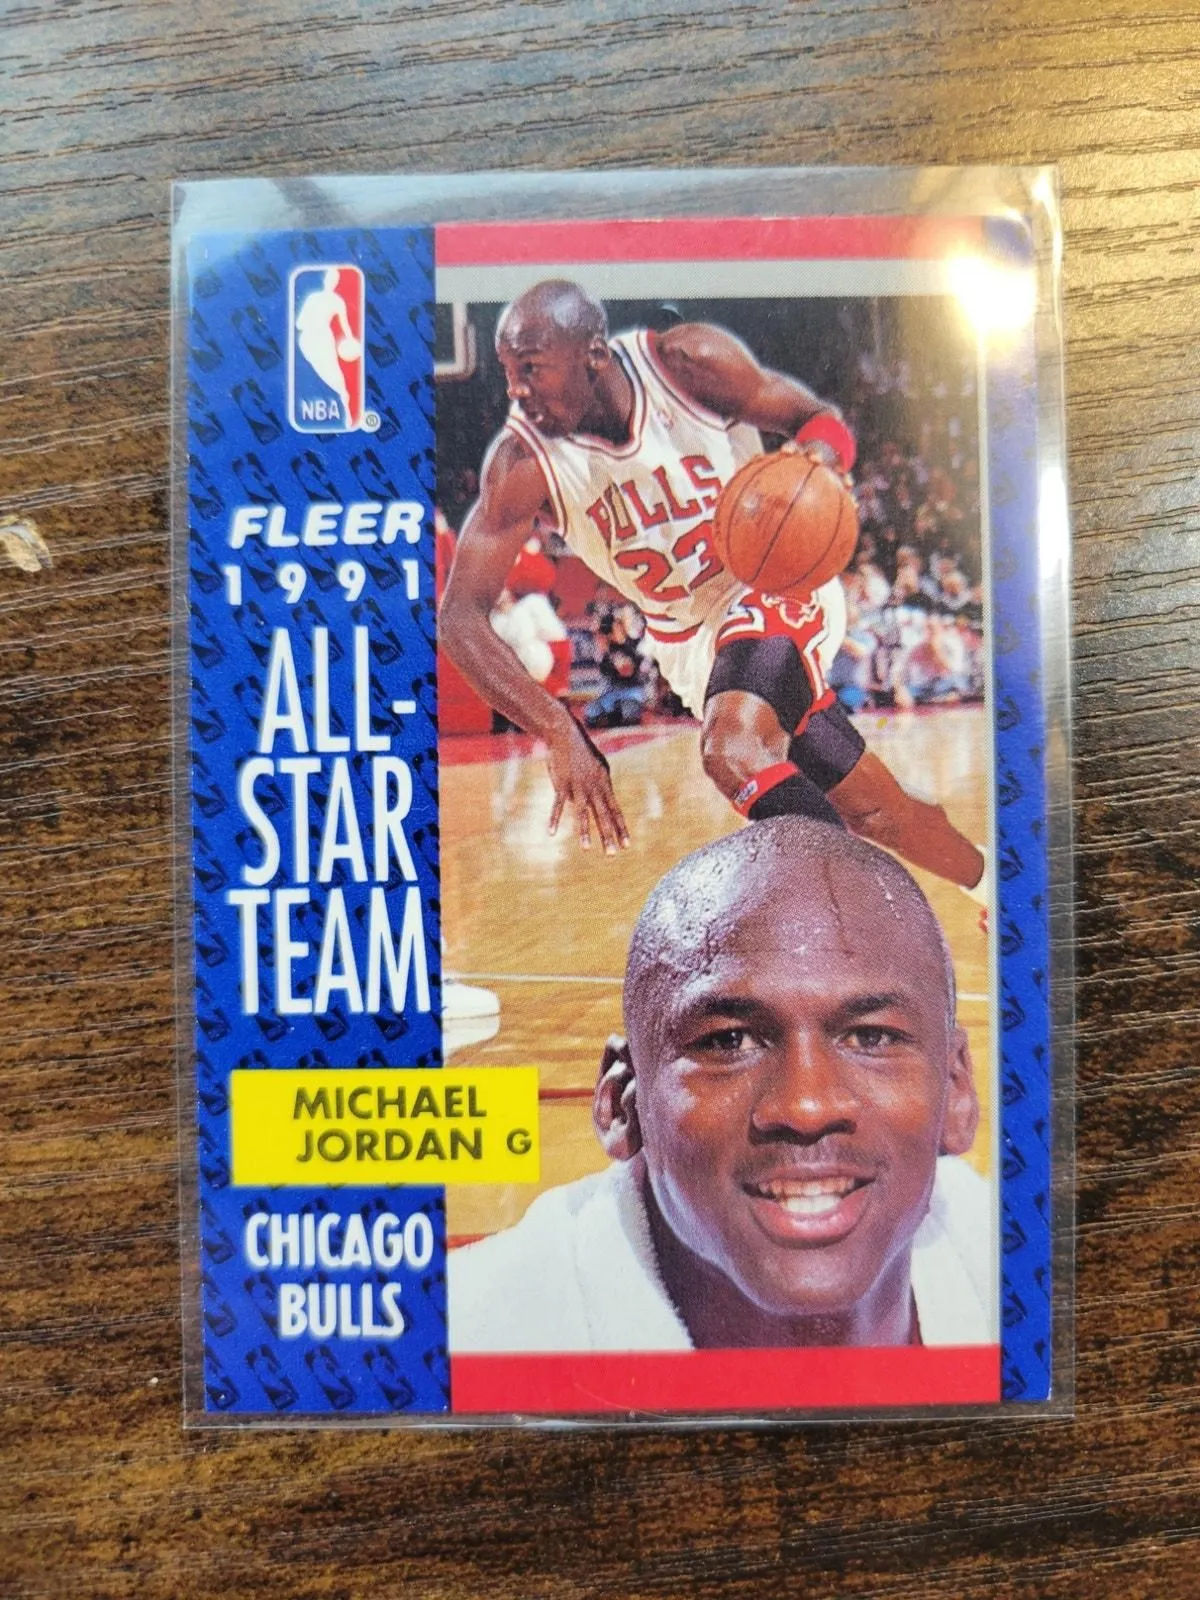 NBA
®
FLEER
1991
ALL-
STAR
TEAM
MICHAEL
JORDAN G
CHICAGO
BULLS
BULLS
23